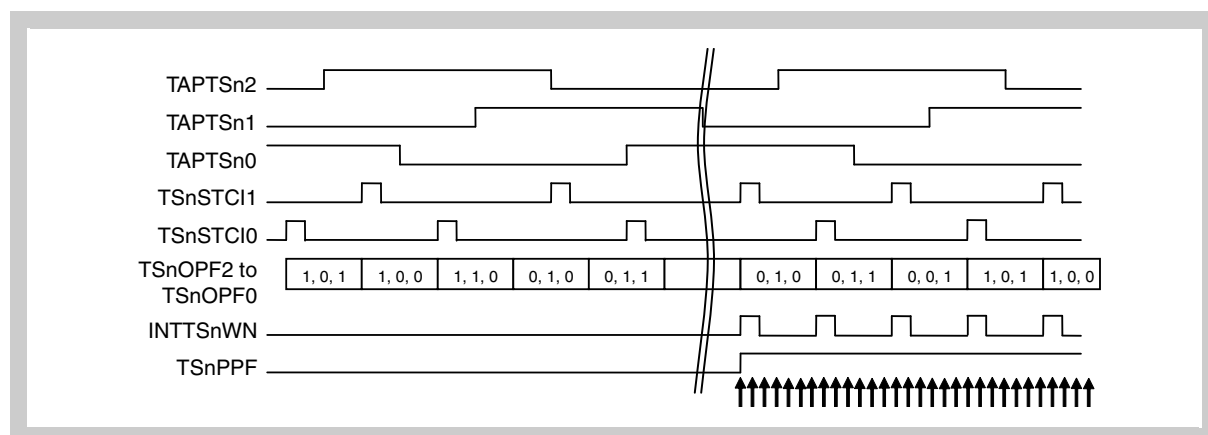 TAPTSn2
TAPTSn1
TAPTSn0
TSnSTCI1
TSnSTCI0
TSnOPF2 to
TSnOPF0
1, 0, 1
1, 0, 0
1, 1, 0
0, 1, 0
0, 1, 1
0, 1, 0
0, 1, 1
0, 0, 1
1, 0, 1
1, 0, 0
INTTSnWN
TSnPPF